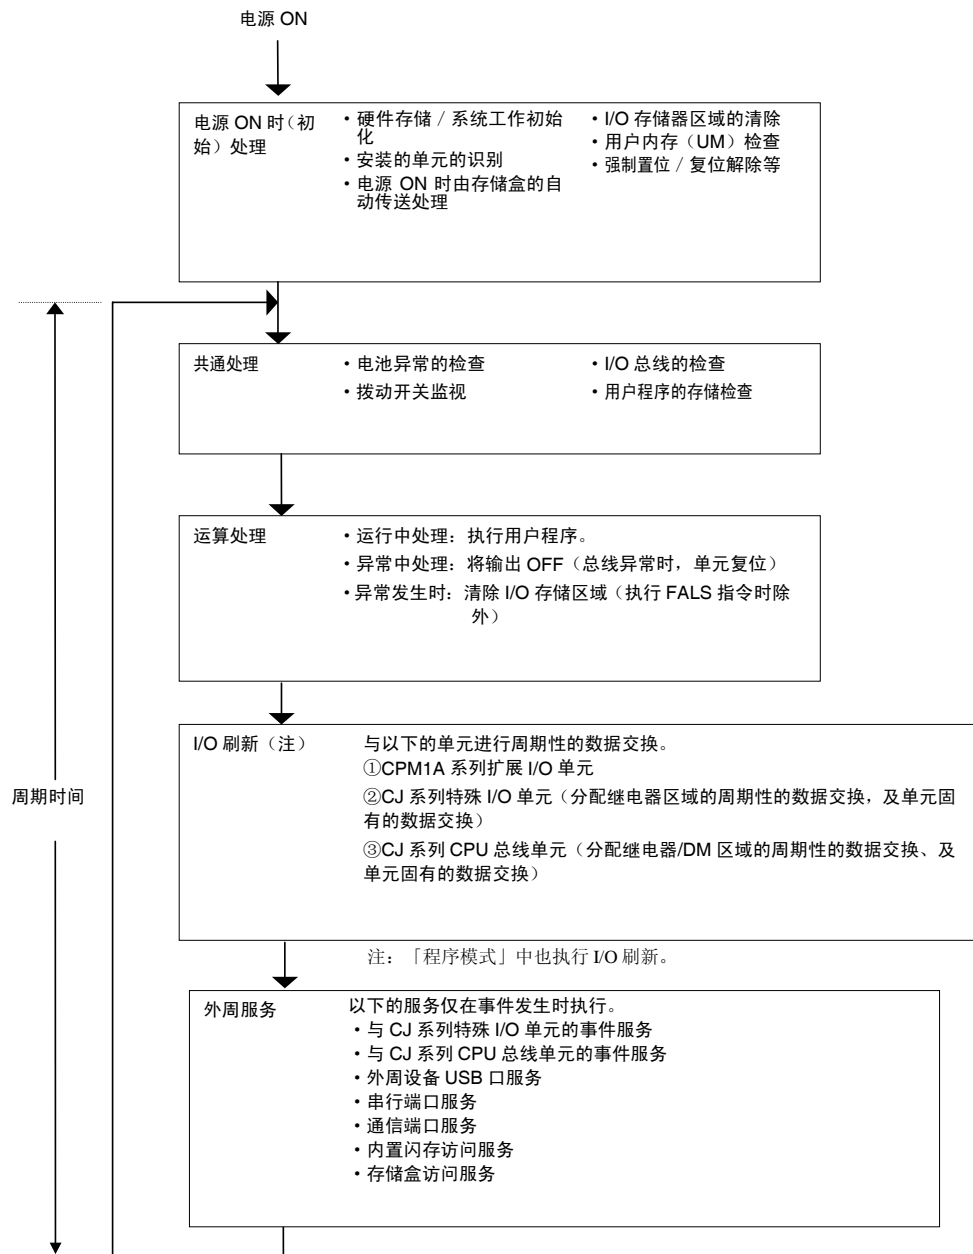 电源 ON
电源 ON 时（初
始）处理
・硬件存储 / 系统工作初始
化
・安装的单元的识别
・电源 ON 时由存储盒的自
动传送处理
・I/O 存储器区域的清除
・用户内存（UM）检查
・强制置位 / 复位解除等
共通处理
・电池异常的检查
・拨动开关监视
・I/O 总线的检查
・用户程序的存储检查
运算处理
・运行中处理：执行用户程序。
・异常中处理：将输出 OFF（总线异常时，单元复位）
・异常发生时：清除 I/O 存储区域（执行 FALS 指令时除
外）
I/O 刷新（注）
与以下的单元进行周期性的数据交换。
①CPM1A 系列扩展 I/O 单元
②CJ 系列特殊 I/O 单元（分配继电器区域的周期性的数据交换，及单元固
有的数据交换）
③CJ 系列 CPU 总线单元（分配继电器/DM 区域的周期性的数据交换、及
单元固有的数据交换）
周期时间
注：「程序模式」中也执行 I/O 刷新。
外周服务
以下的服务仅在事件发生时执行。
・与 CJ 系列特殊 I/O 单元的事件服务
・与 CJ 系列 CPU 总线单元的事件服务
・外周设备 USB 口服务
・串行端口服务
・通信端口服务
・内置闪存访问服务
・存储盒访问服务